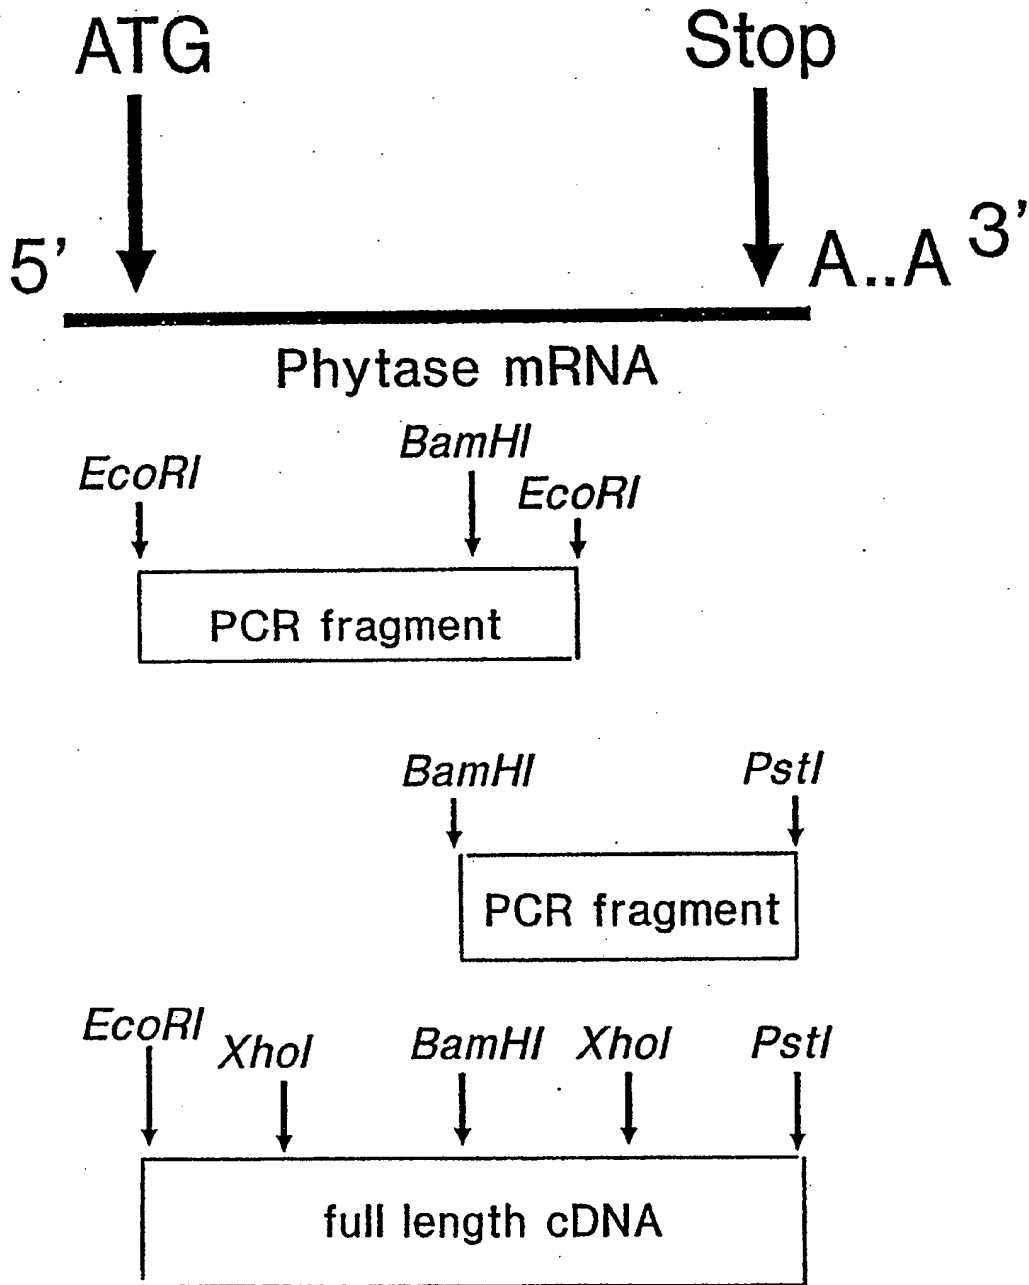 ATG Stop
5' A..A 3'
Phytase mRNA
BamHI
EcoRI EcoRI
PCR fragment
BamHI PstI
PCR fragment
EcoRI XhoI BamHI XhoI PstI
full length cDNA